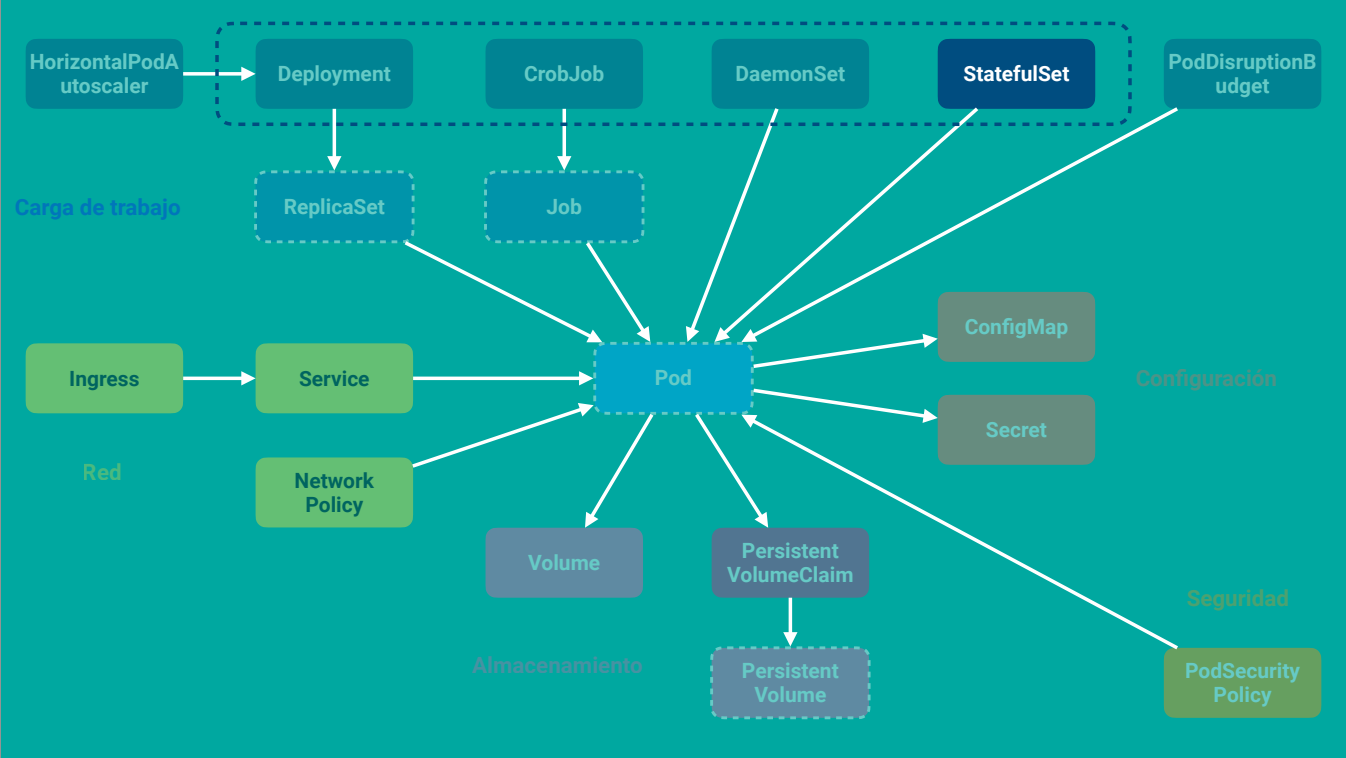 HorizontalPodA
utoscaler
Deployment
CrobJob
DaemonSet
StatefulSet
PodDisruptionB
udget
Carga de trabajo
ReplicaSet
Job
Ingress
Service
Pod
ConfigMap
Configuración
Secret
Red
Network
Policy
Volume
Persistent
VolumeClaim
Seguridad
Almacenamiento
Persistent
Volume
PodSecurity
Policy